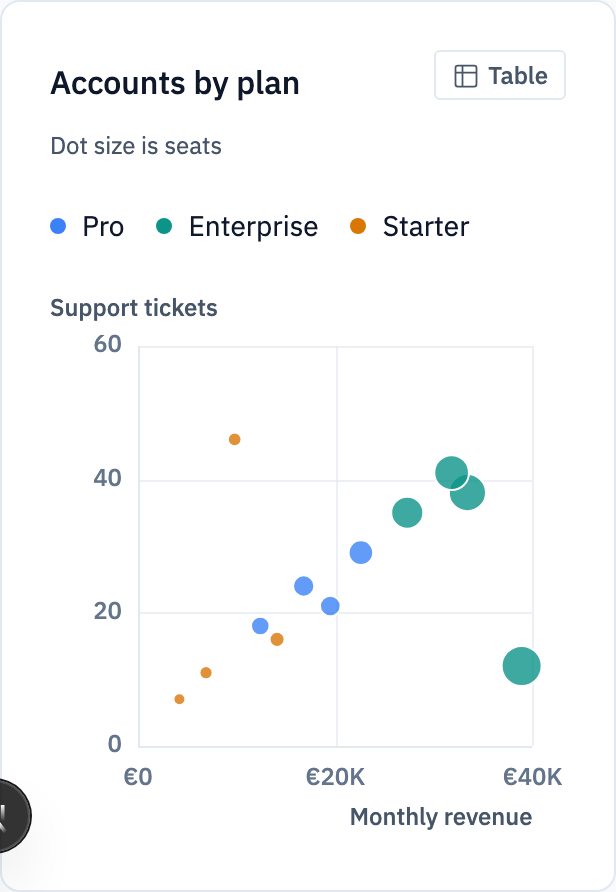 Accounts by plan
Table
Dot size is seats
Pro
Enterprise
Starter
Support tickets
60
40
20
0
€0
€20K
€40K
Monthly revenue